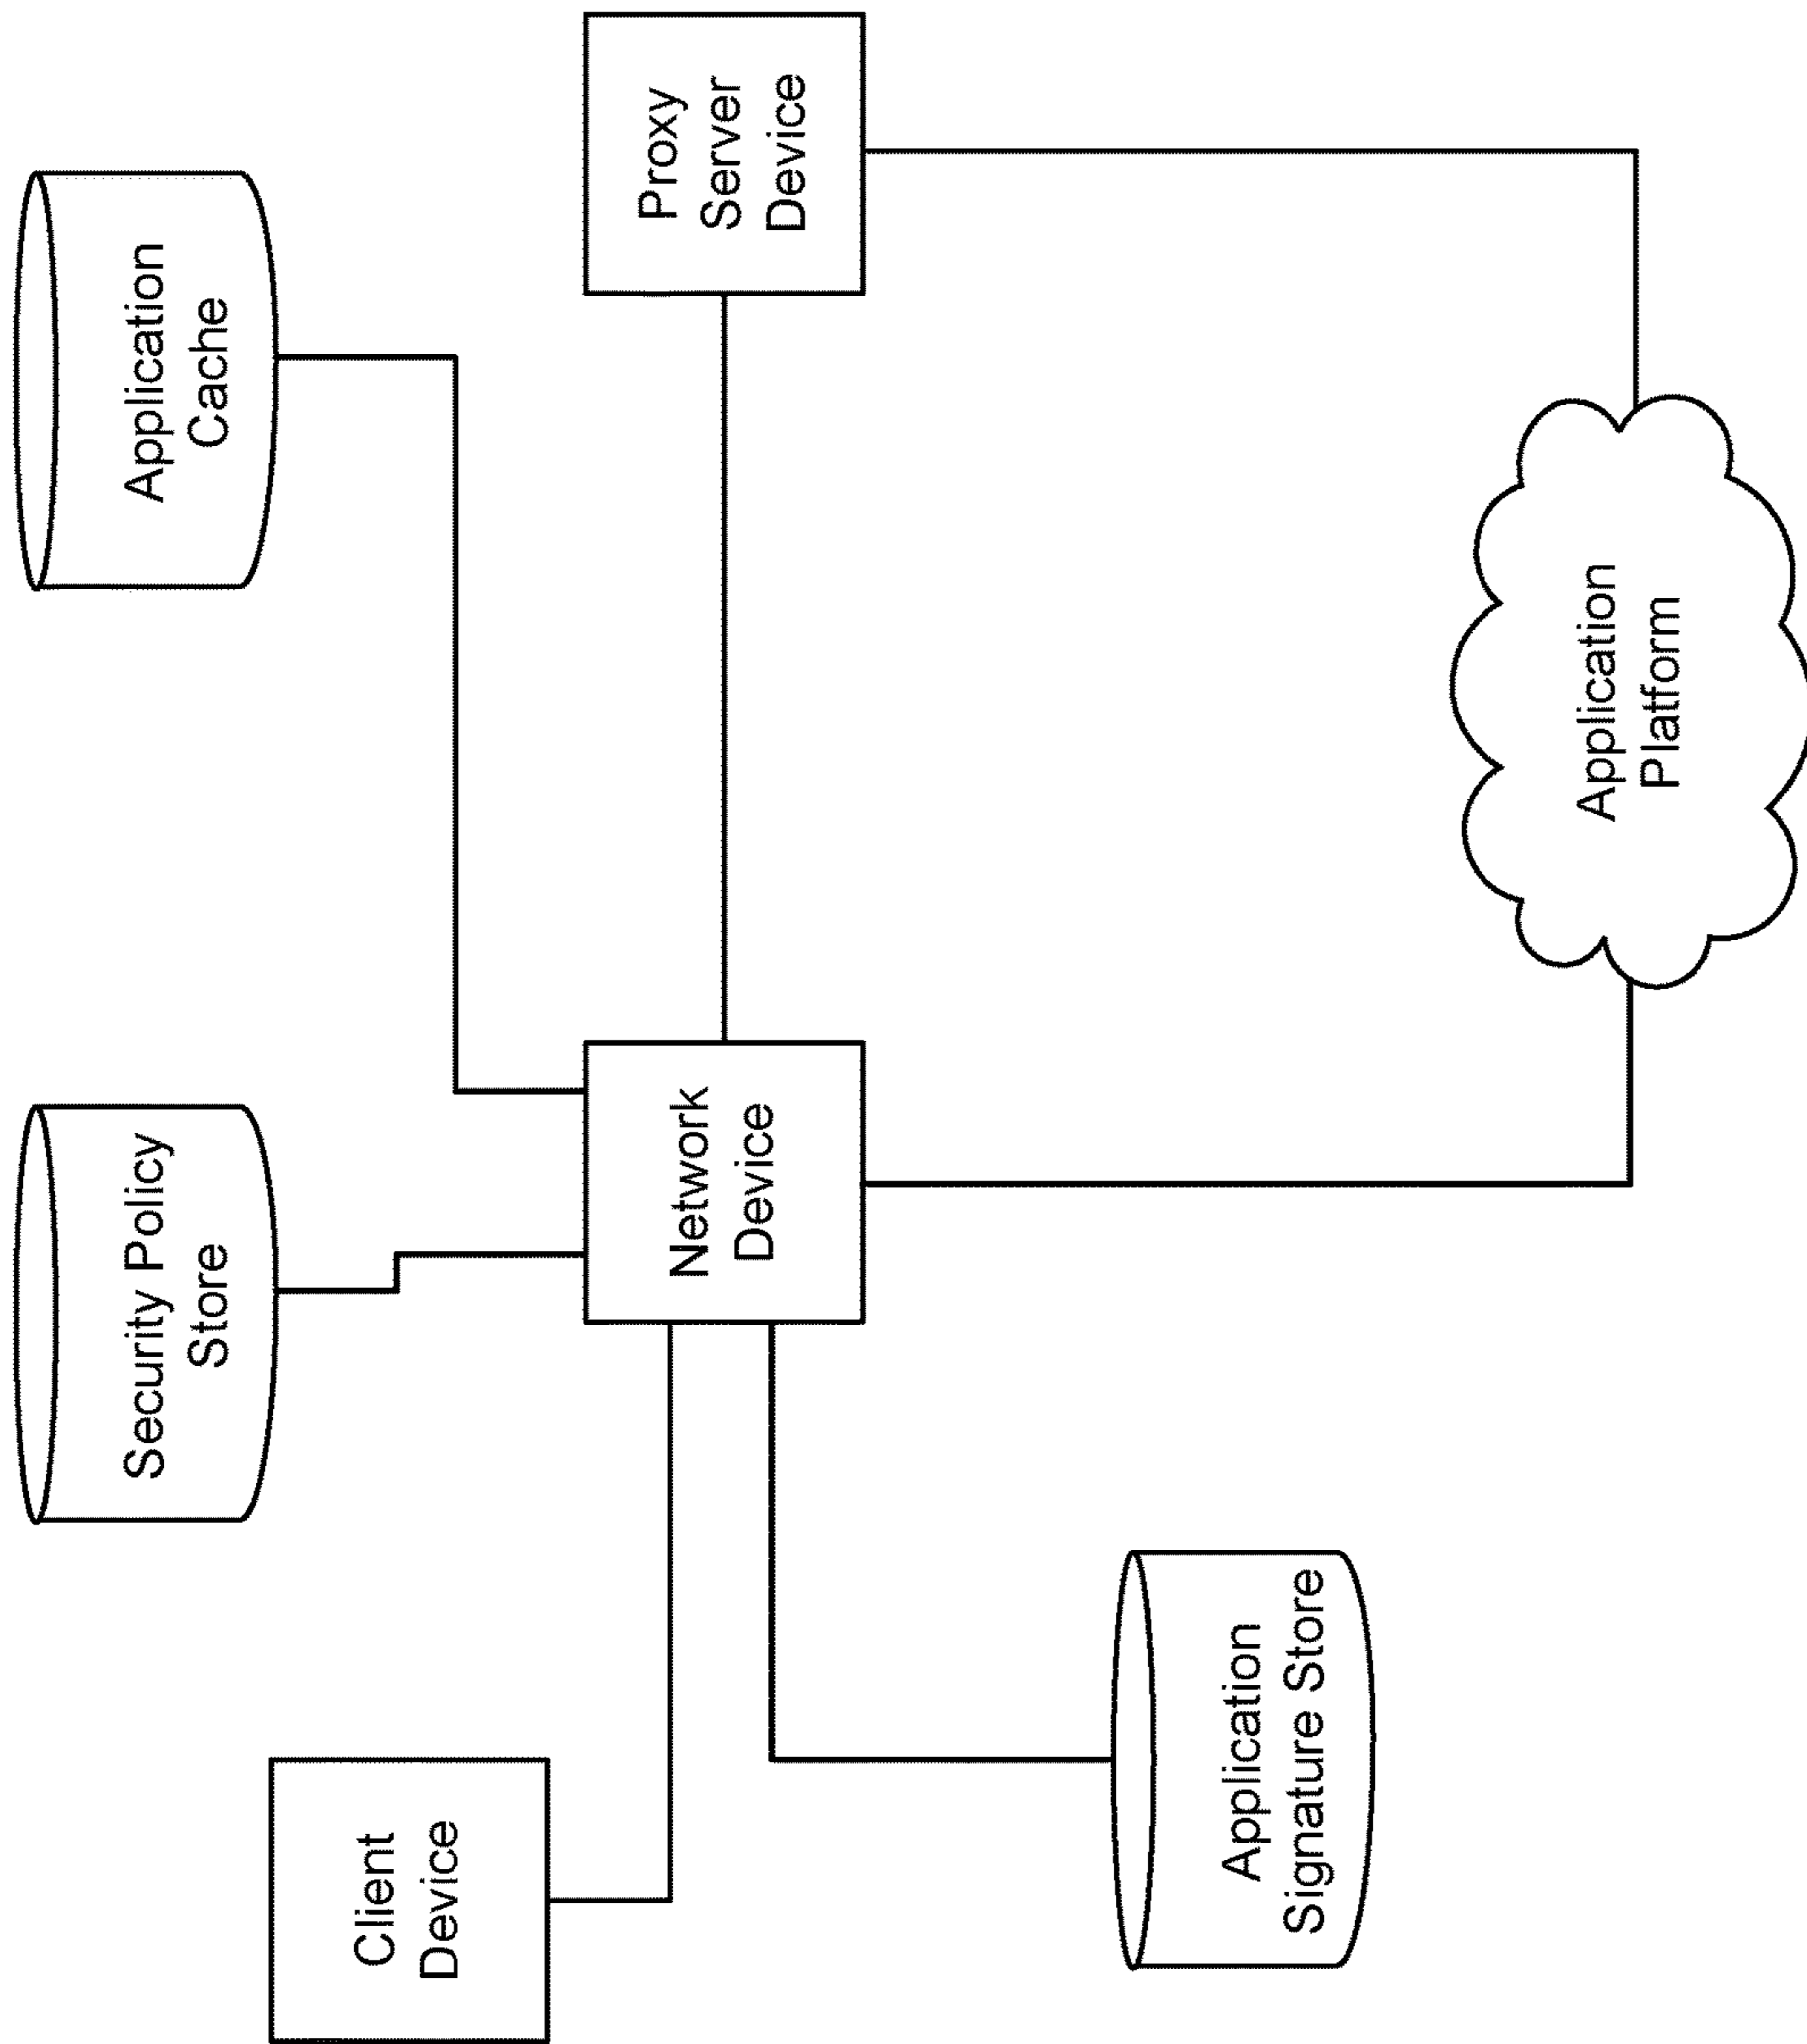 Client
Device
Security Policy
Store
Application
Cache
Network
Device
Proxy
Server
Device
Application
Signature Store
Application
Platform